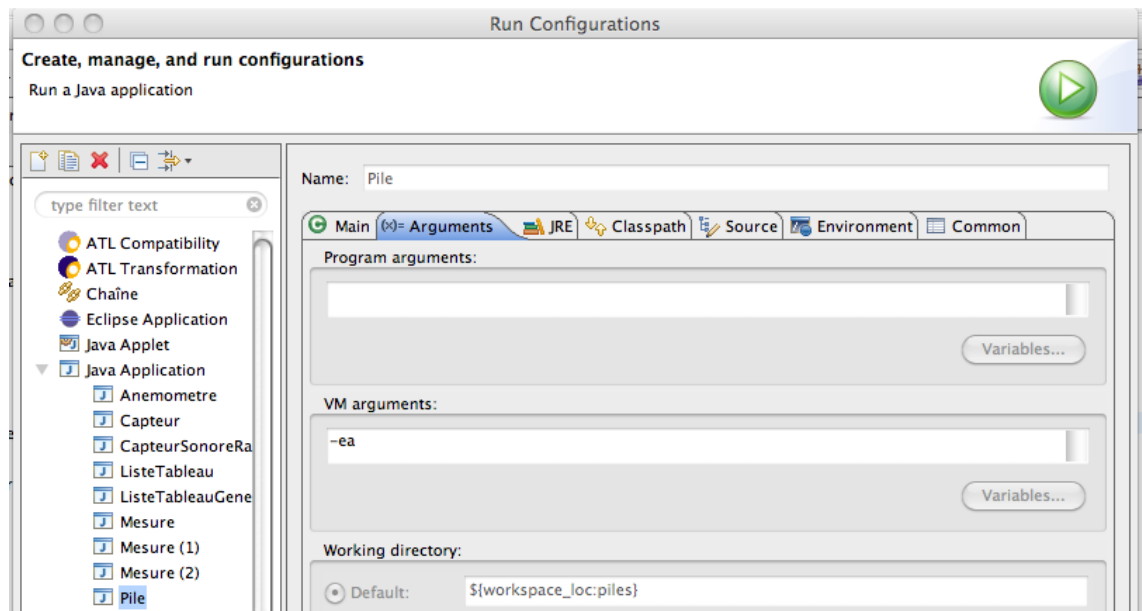 Run Configurations
Create, manage, and run configurations
Run a Java application
type filter text
ATL Compatibility
ATL Transformation
Chaîne
Eclipse Application
Java Applet
Java Application
Anemometre
Capteur
CapteurSonoreRa
ListeTableau
ListeTableauGene
Mesure
Mesure (1)
Mesure (2)
Pile
Name: Pile
Main (x)= Arguments JRE Classpath Source Environment Common
Program arguments:
Variables...
VM arguments:
-ea
Variables...
Working directory:
Default: ${workspace_loc:piles}